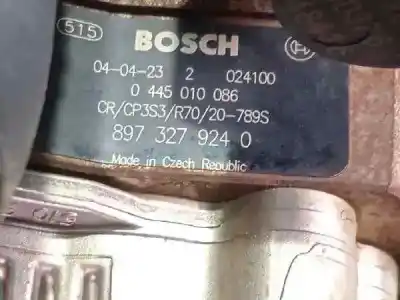 515 BOSCH
04-04-23 2 024100
0 445 010 086
CR/CP3S3/R70/20-789S
897 327 924 0
Made in Czech Republic